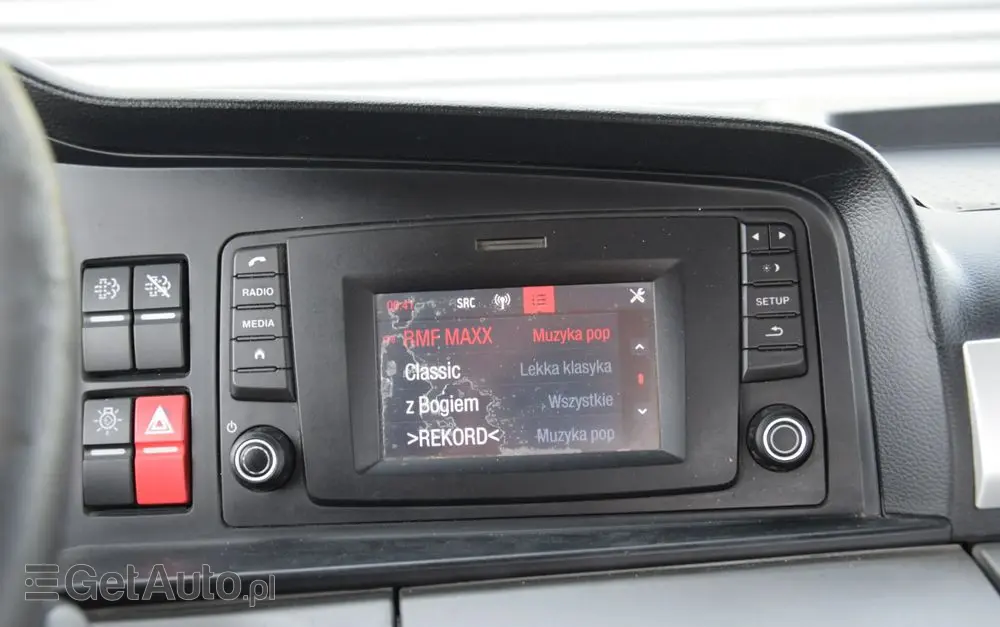 RADIO
MEDIA
SETUP
SRC
RMF MAXX Muzyka pop
Classic Lekka klasyka
z Bogiem Wszystkie
>REKORD< Muzyka pop
GetAuto.pl